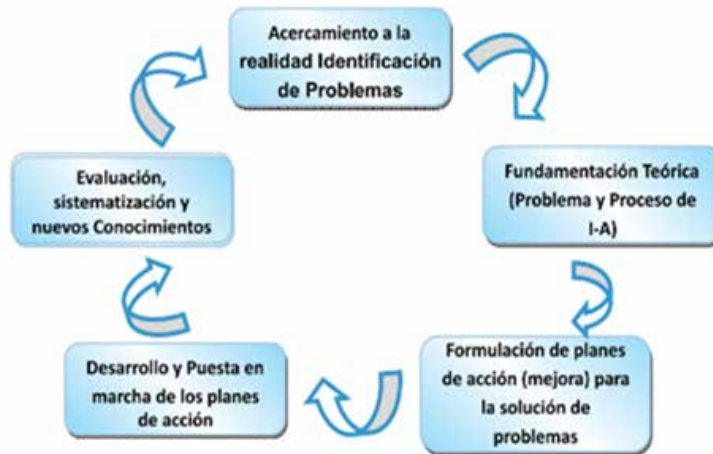 Acercamiento a la
realidad Identificación
de Problemas
Fundamentación Teórica
(Problema y Proceso de
I-A)
Formulación de planes
de acción (mejora) para
la solución de
problemas
Desarrollo y Puesta en
marcha de los planes
de acción
Evaluación,
sistematización y
nuevos Conocimientos